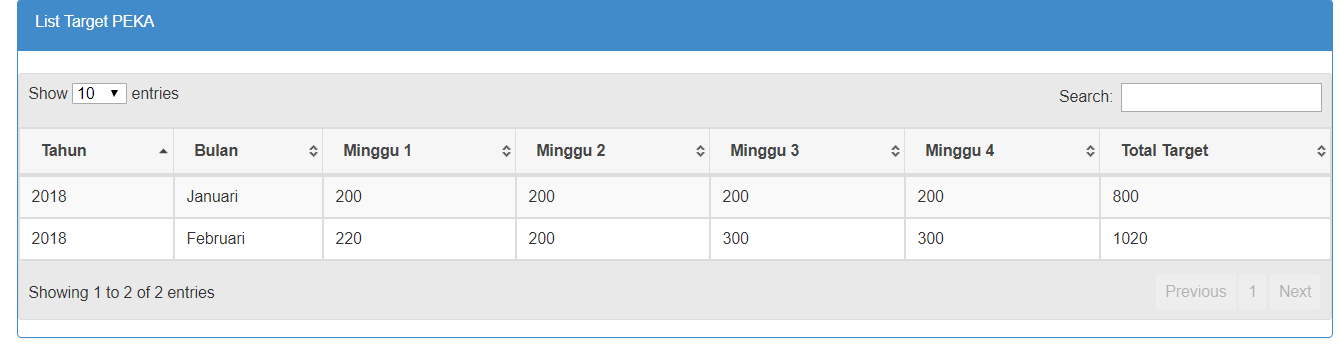 List Target PEKA
Show 10 entries Search:
Tahun Bulan Minggu 1 Minggu 2 Minggu 3 Minggu 4 Total Target
2018 Januari 200 200 200 200 800
2018 Februari 220 200 300 300 1020
Showing 1 to 2 of 2 entries Previous 1 Next